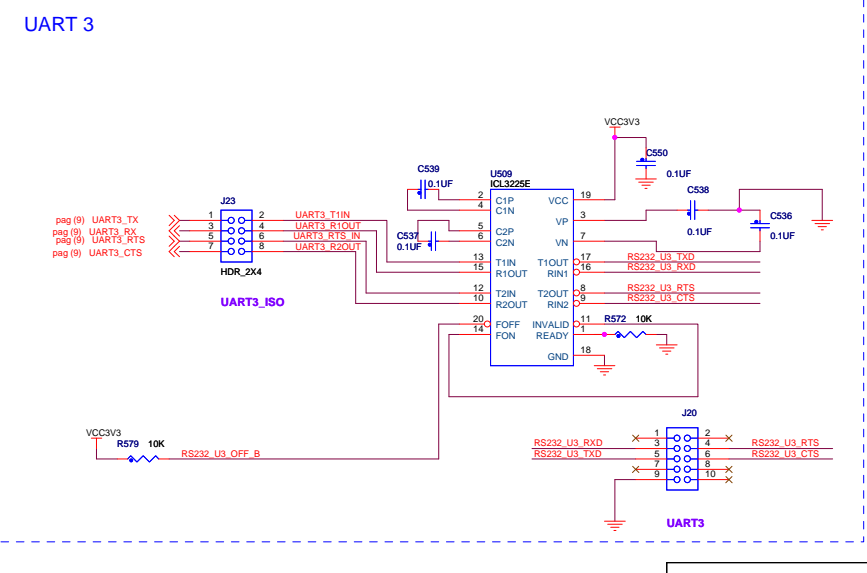 UART 3
VCC3V3
C550
0.1UF
C539
0.1UF
U509
ICL3225E
C538
0.1UF
C536
0.1UF
C537
0.1UF
2 C1P VCC 19
4 C1N
VP 3
5 C2P
6 C2N VN 7
13 T1IN T1OUT 17 RS232_U3_TXD
15 R1OUT RIN1 16 RS232_U3_RXD
12 T2IN T2OUT 8 RS232_U3_RTS
10 R2OUT RIN2 9 RS232_U3_CTS
20 FOFF INVALID 11
14 FON READY 1
GND 18
R572 10K
J23
pag (9) UART3_TX 1 2 UART3_T1IN
pag (9) UART3_RX 3 4 UART3_R1OUT
pag (9) UART3_RTS 5 6 UART3_RTS_IN
pag (9) UART3_CTS 7 8 UART3_R2OUT
HDR_2X4
UART3_ISO
VCC3V3
R579 10K
RS232_U3_OFF_B
J20
1 2
RS232_U3_RXD 3 4 RS232_U3_RTS
RS232_U3_TXD 5 6 RS232_U3_CTS
7 8
9 10
UART3